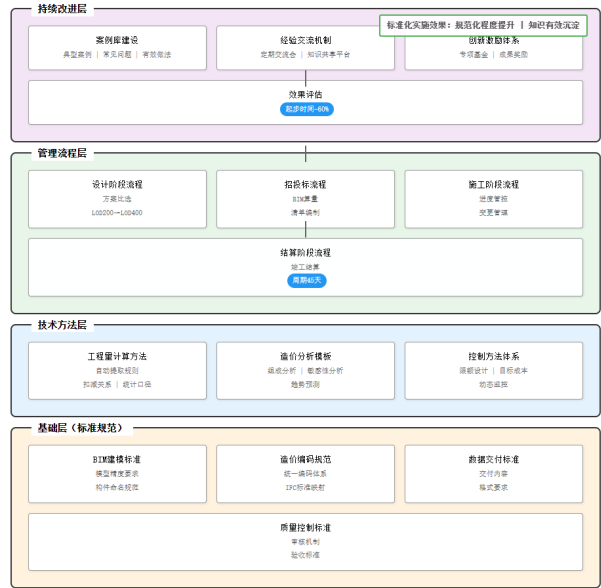 持续改进层
标准化实施效果：规范化程度提升 | 知识有效沉淀
案例库建设
典型案例 | 常见问题 | 有效做法
经验交流机制
定期交流会 | 知识共享平台
创新激励体系
专项基金 | 成果奖励
效果评估
起步时间-60%
管理流程层
设计阶段流程
方案比选
LOD200→LOD400
招投标流程
BIM算量
清单编制
施工阶段流程
进度管控
变更管理
结算阶段流程
竣工结算
周期45天
技术方法层
工程量计算方法
自动提取规则
扣减关系 | 统计口径
造价分析模板
组成分析 | 敏感性分析
趋势预测
控制方法体系
限额设计 | 目标成本
动态监控
基础层（标准规范）
BIM建模标准
模型精度要求
构件命名规范
造价编码规范
统一编码体系
IFC标准映射
数据交付标准
交付内容
格式要求
质量控制标准
审核机制
验收标准